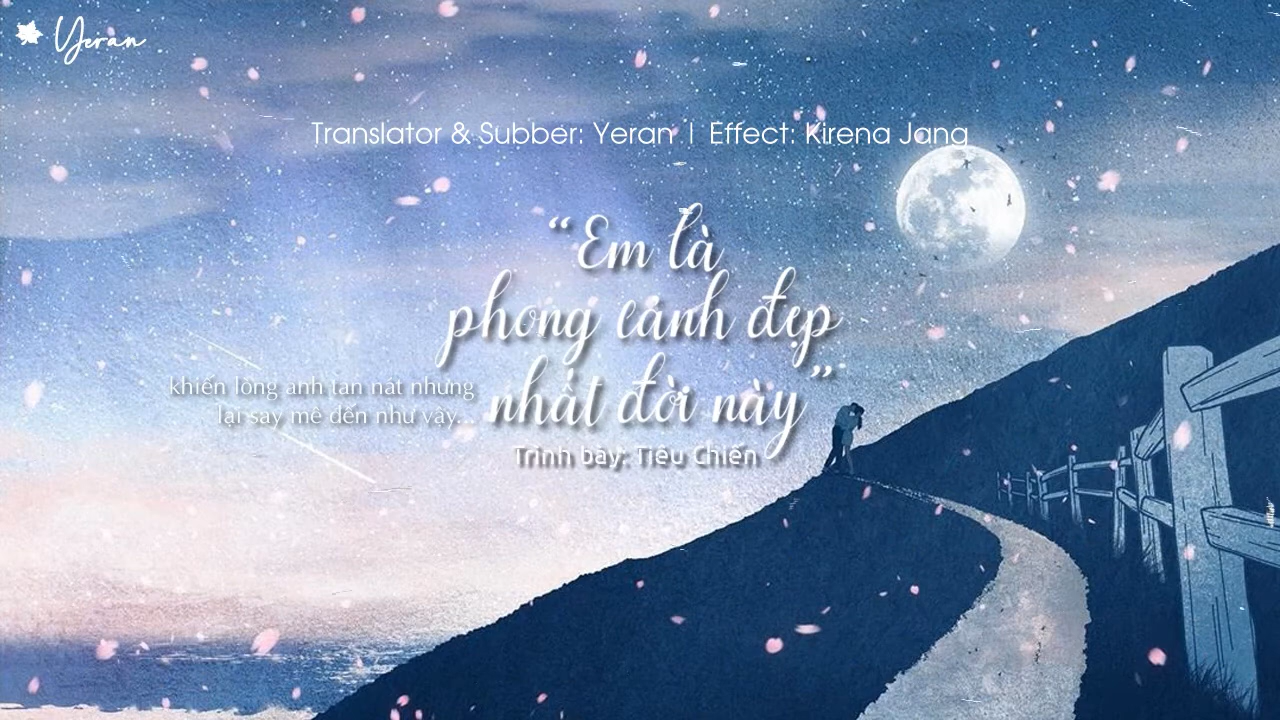 Yeran
Translator & Subber: Yeran | Effect: Kirena Jang
“Em là
phong cảnh đẹp
nhất đời này”
khiến lòng anh tan nát nhưng
lại say mê đến như vậy...
Trình bày: Tiêu Chiến